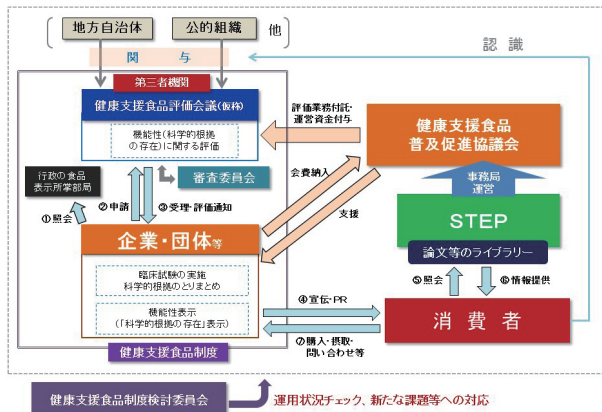 地方自治体
公的組織
他
関 与
認 識
第三者機関
健康支援食品評価会議(仮称)
機能性(科学的根拠
の存在)に関する評価
評価業務付託・
運営資金付与
健康支援食品
普及促進協議会
行政の食品
表示所掌部局
審査委員会
①照会
②申請
③受理・評価通知
会費納入
支援
事務局
運営
STEP
論文等のライブラリー
企業・団体等
臨床試験の実施
科学的根拠のとりまとめ
機能性表示
(「科学的根拠の存在」表示)
④宣伝・PR
⑤照会
⑥情報提供
⑦購入・摂取・
問い合わせ等
消 費 者
健康支援食品制度
健康支援食品制度検討委員会
運用状況チェック、新たな課題等への対応